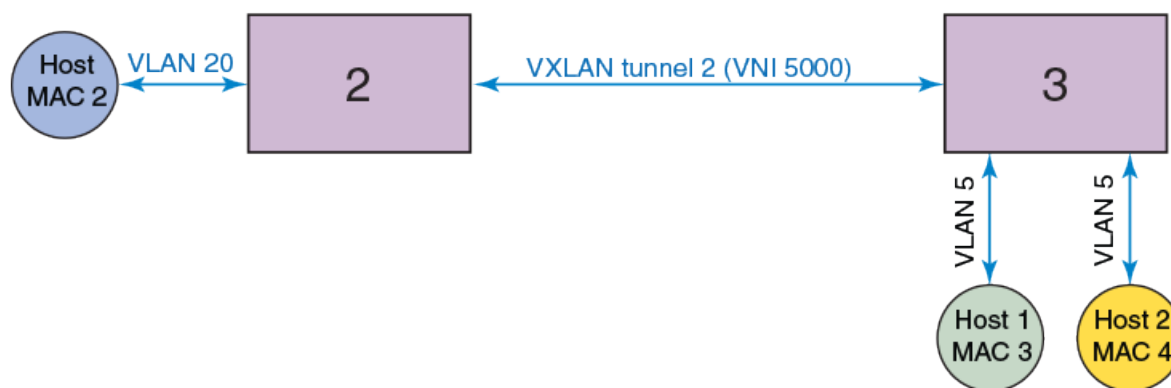 Host
MAC 2
VLAN 20
2
VXLAN tunnel 2 (VNI 5000)
3
VLAN 5
VLAN 5
Host 1
MAC 3
Host 2
MAC 4